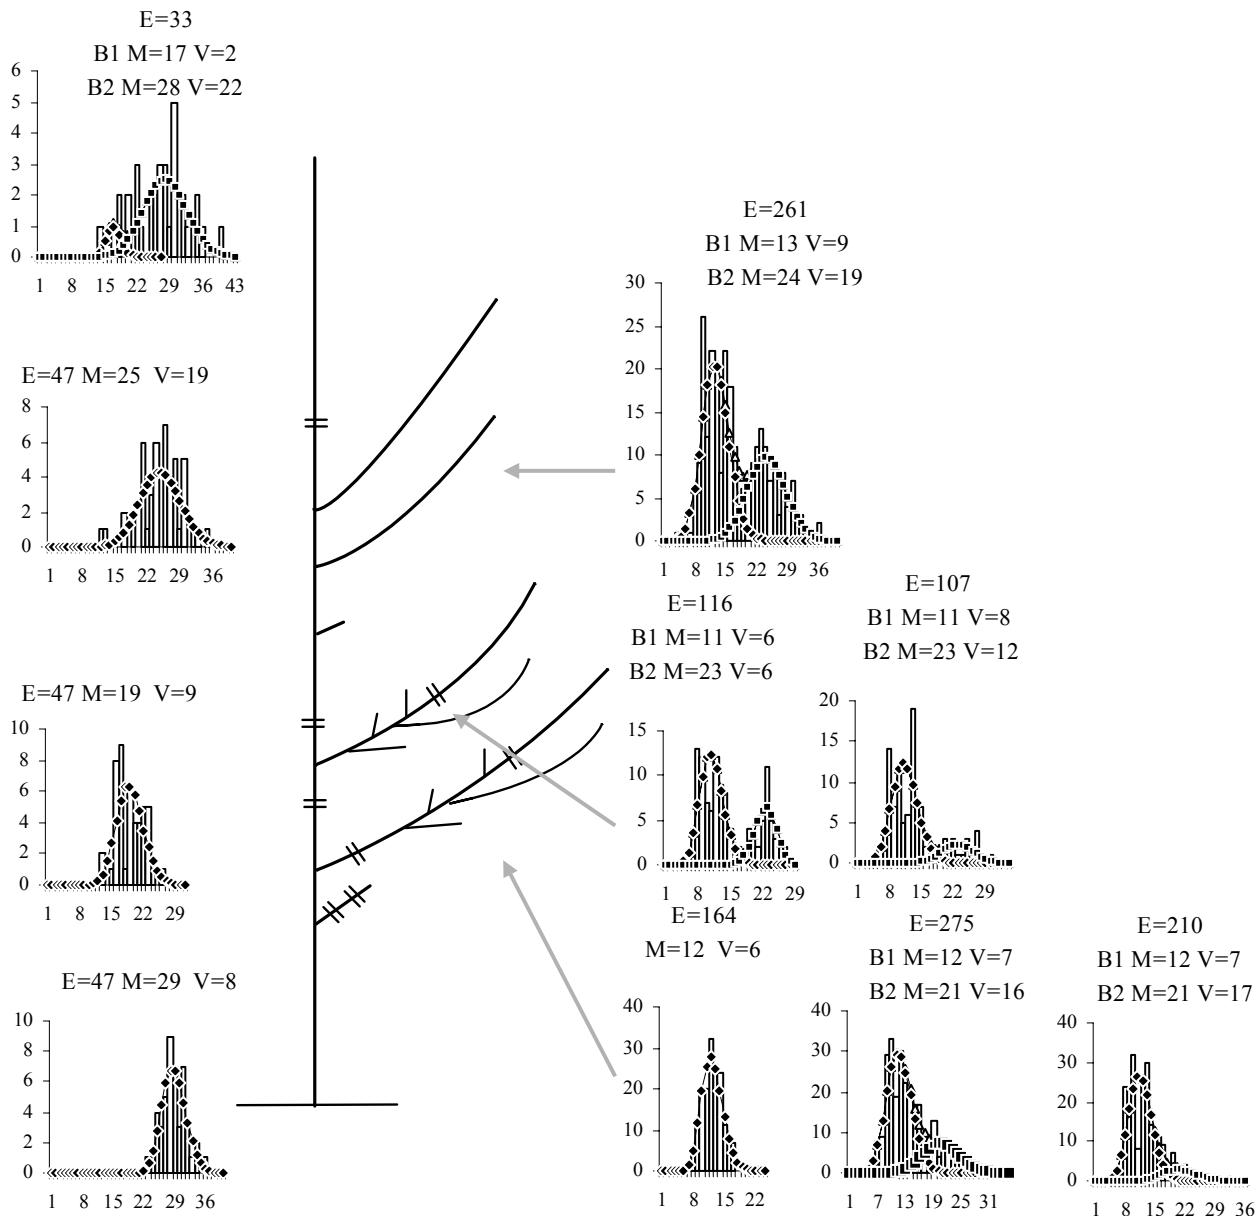 E=33
B1 M=17 V=2
B2 M=28 V=22
6
5
4
3
2
1
0
1 8 15 22 29 36 43
E=47 M=25 V=19
8
6
4
2
0
1 8 15 22 29 36
E=47 M=19 V=9
10
8
6
4
2
0
1 8 15 22 29
E=47 M=29 V=8
10
8
6
4
2
0
1 8 15 22 29 36
E=261
B1 M=13 V=9
B2 M=24 V=19
30
25
20
15
10
5
0
1 8 15 22 29 36
E=116
B1 M=11 V=6
B2 M=23 V=6
15
10
5
0
1 8 15 22 29
E=107
B1 M=11 V=8
B2 M=23 V=12
20
15
10
5
0
1 8 15 22 29
E=164
M=12 V=6
40
30
20
10
0
1 8 15 22
E=275
B1 M=12 V=7
B2 M=21 V=16
40
30
20
10
0
1 7 13 19 25 31
E=210
B1 M=12 V=7
B2 M=21 V=17
40
30
20
10
0
1 8 15 22 29 36